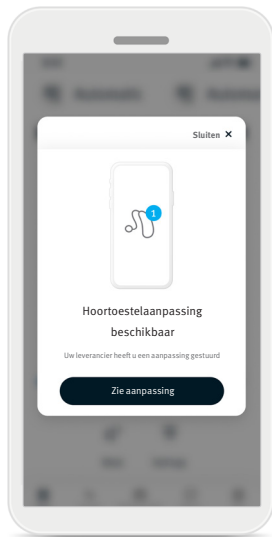 Sluiten ×
1
Hoortoestelaanpassing
beschikbaar
Uw leverancier heeft u een aanpassing gestuurd
Zie aanpassing